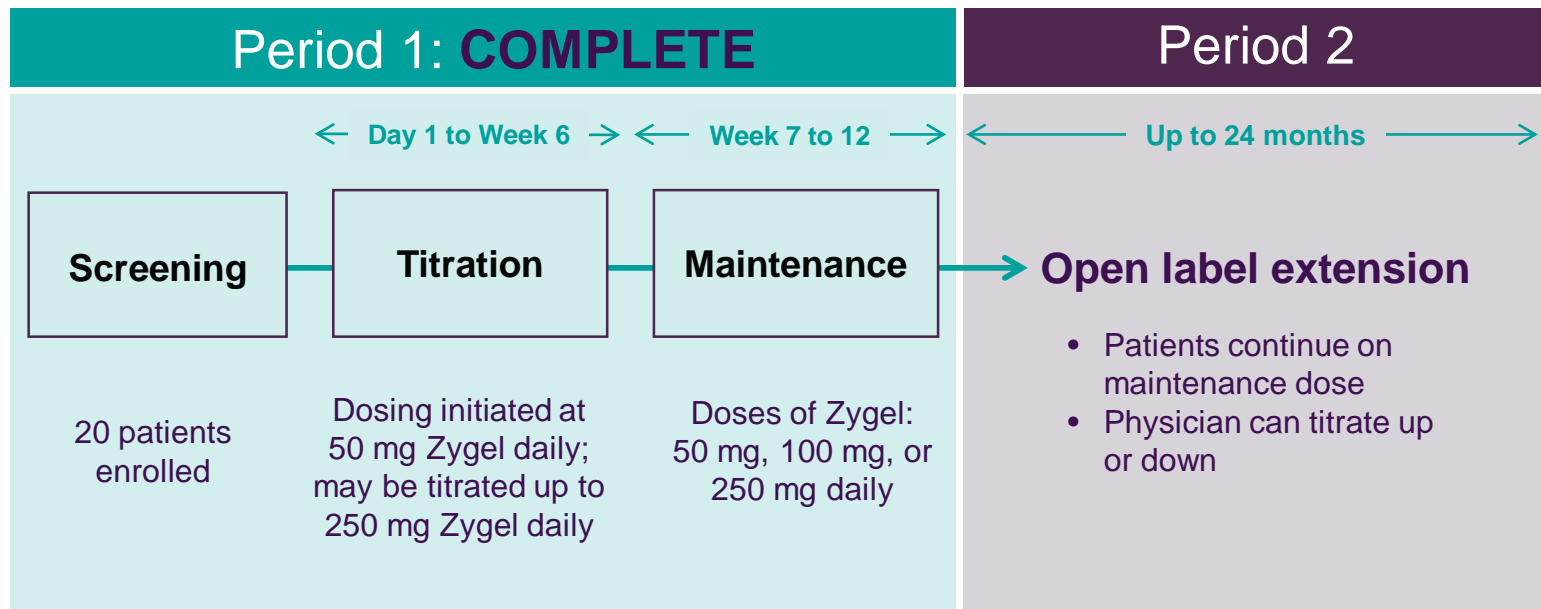 Period 1: COMPLETE
Period 2
Day 1 to Week 6
Week 7 to 12
Up to 24 months
Screening
Titration
Maintenance
Open label extension
20 patients
enrolled
Dosing initiated at
50 mg Zygel daily;
may be titrated up to
250 mg Zygel daily
Doses of Zygel:
50 mg, 100 mg, or
250 mg daily
• Patients continue on
maintenance dose
• Physician can titrate up
or down